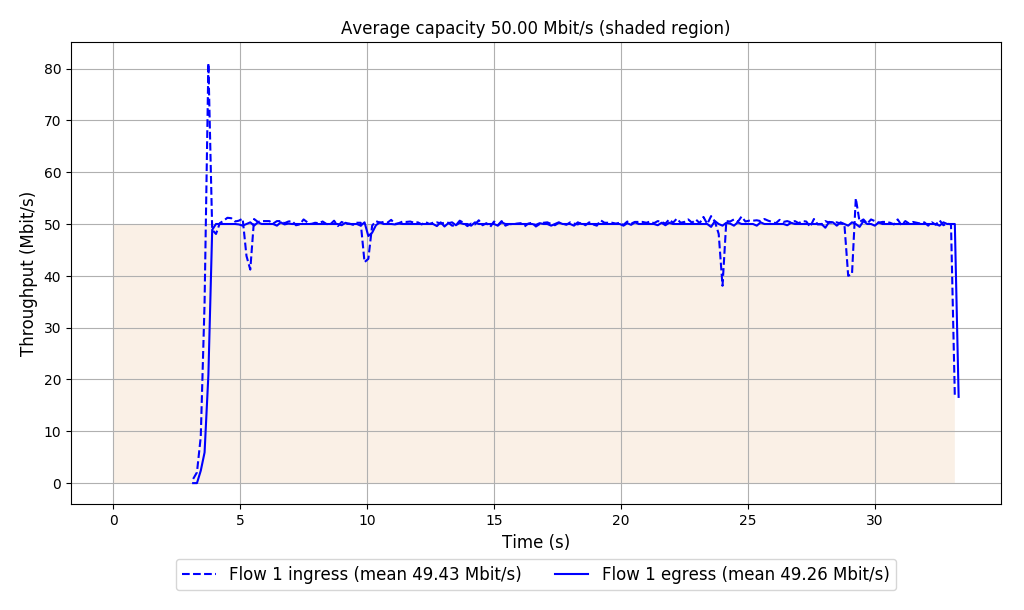 Average capacity 50.00 Mbit/s (shaded region)
Throughput (Mbit/s)
80
70
60
50
40
30
20
10
0
0 5 10 15 20 25 30
Time (s)
Flow 1 ingress (mean 49.43 Mbit/s) Flow 1 egress (mean 49.26 Mbit/s)